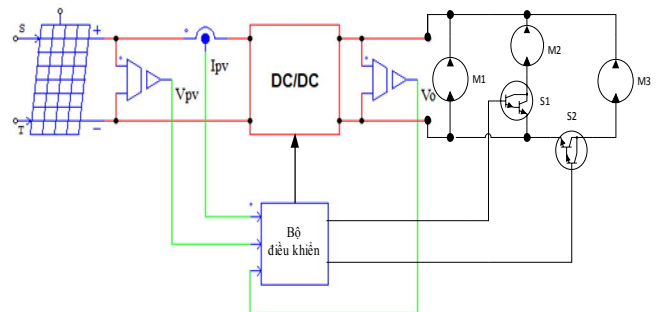 S
+
Ipv
Vpv
T
−
DC/DC
Vo
M1
M2
S1
S2
M3
Bộ
điều khiển